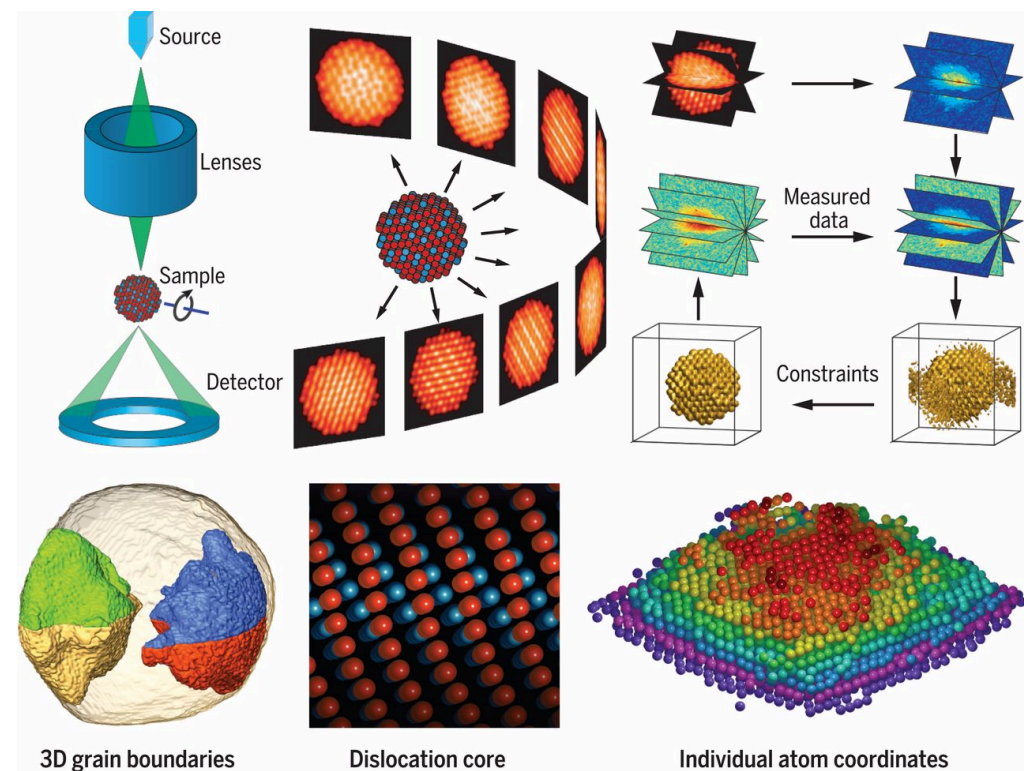 Source
Lenses
Sample
Detector
Measured
data
Constraints
3D grain boundaries
Dislocation core
Individual atom coordinates